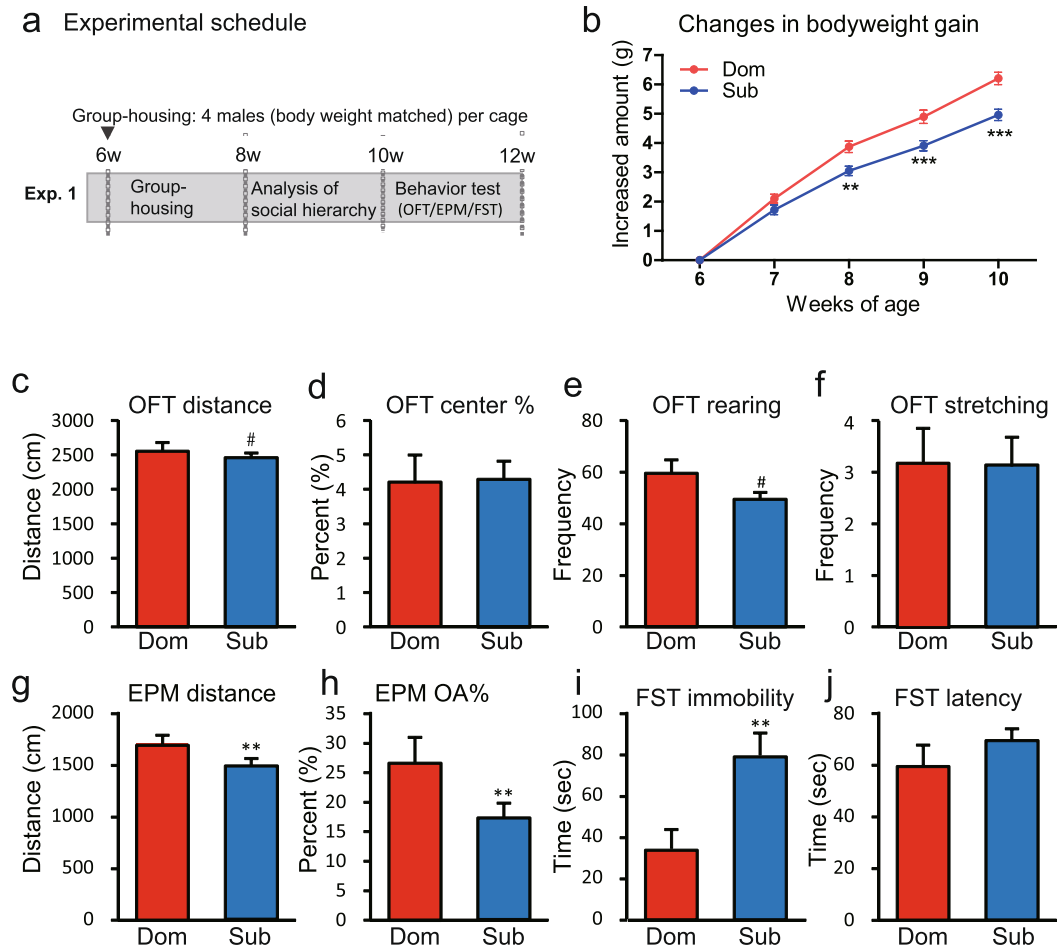 a Experimental schedule
Group-housing: 4 males (body weight matched) per cage
6w 8w 10w 12w
Exp. 1
Group-
housing
Analysis of
social hierarchy
Behavior test
(OFT/EPM/FST)
b Changes in bodyweight gain
Increased amount (g)
7
6
5
4
3
2
1
0
Dom
Sub
**
***
***
6 7 8 9 10
Weeks of age
c OFT distance
Distance (cm)
3000
2500
2000
1500
1000
500
0
#
Dom Sub
d OFT center %
Percent (%)
6
5
4
3
2
1
0
Dom Sub
e OFT rearing
Frequency
80
60
40
20
0
#
Dom Sub
f OFT stretching
Frequency
4
3
2
1
0
Dom Sub
g EPM distance
Distance (cm)
2000
1500
1000
500
0
**
Dom Sub
h EPM OA%
Percent (%)
35
30
25
20
15
10
5
0
**
Dom Sub
i FST immobility
Time (sec)
100
80
60
40
20
0
**
Dom Sub
j FST latency
Time (sec)
80
60
40
20
0
Dom Sub